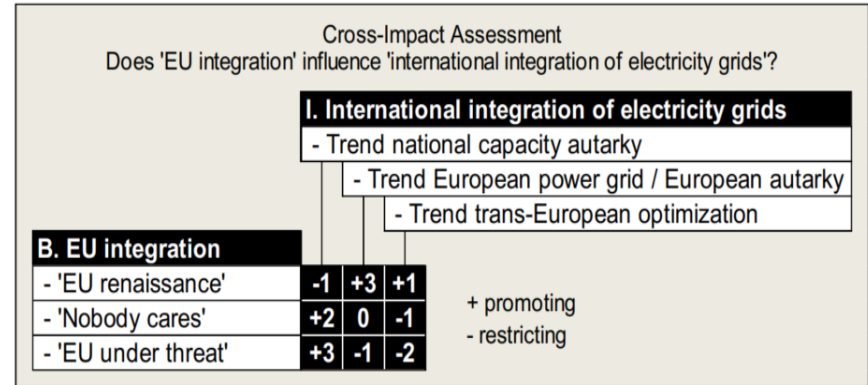 Cross-Impact Assessment
Does 'EU integration' influence 'international integration of electricity grids'?
I. International integration of electricity grids
- Trend national capacity autarky
- Trend European power grid / European autarky
- Trend trans-European optimization
B. EU integration
- 'EU renaissance' -1 +3 +1
- 'Nobody cares' +2 0 -1
- 'EU under threat' +3 -1 -2
+ promoting
- restricting